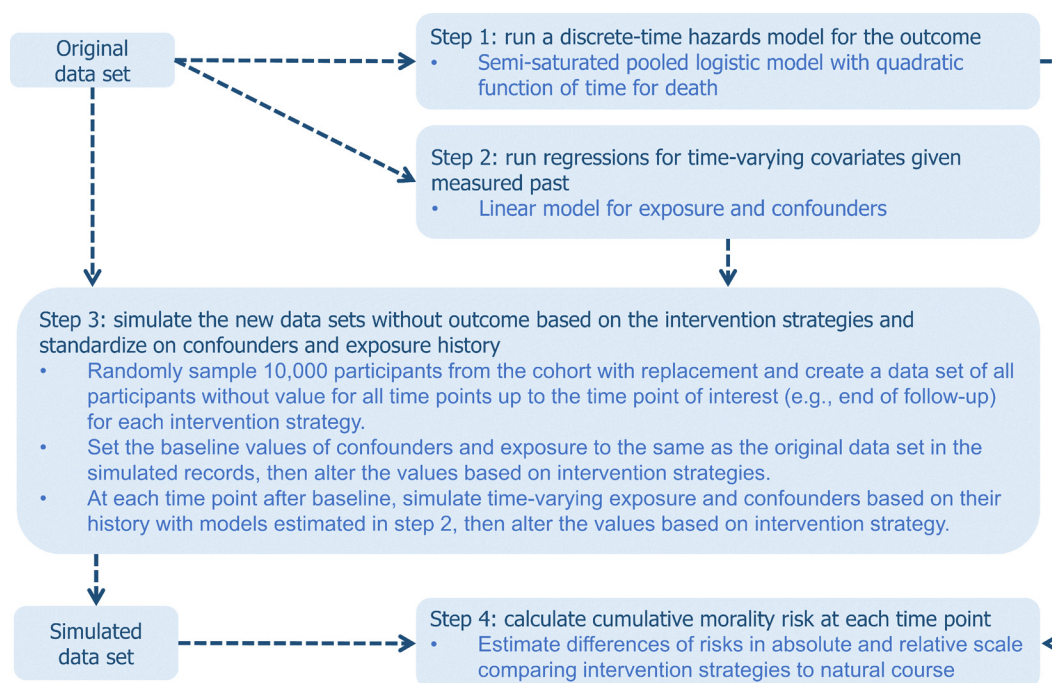 Original
data set
Step 1: run a discrete-time hazards model for the outcome
• Semi-saturated pooled logistic model with quadratic
function of time for death
Step 2: run regressions for time-varying covariates given
measured past
• Linear model for exposure and confounders
Step 3: simulate the new data sets without outcome based on the intervention strategies and
standardize on confounders and exposure history
• Randomly sample 10,000 participants from the cohort with replacement and create a data set of all
participants without value for all time points up to the time point of interest (e.g., end of follow-up)
for each intervention strategy.
• Set the baseline values of confounders and exposure to the same as the original data set in the
simulated records, then alter the values based on intervention strategies.
• At each time point after baseline, simulate time-varying exposure and confounders based on their
history with models estimated in step 2, then alter the values based on intervention strategy.
Simulated
data set
Step 4: calculate cumulative morality risk at each time point
• Estimate differences of risks in absolute and relative scale
comparing intervention strategies to natural course